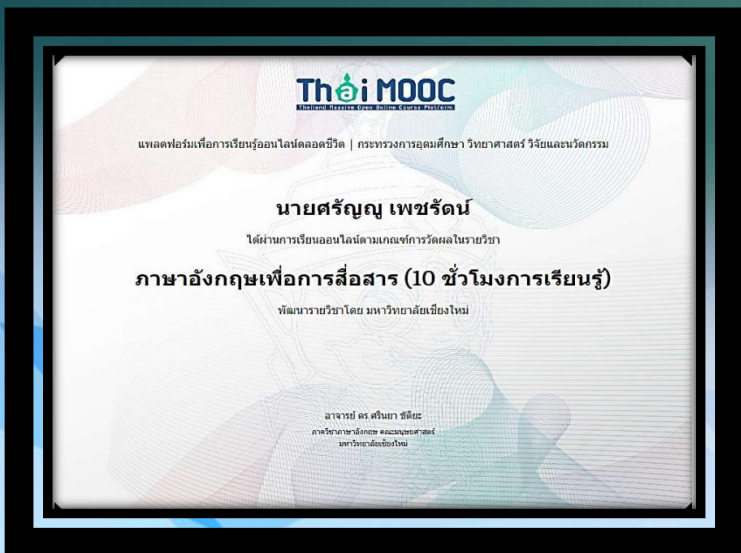 Thai MOOC
Thailand Massive Open Online Course Platform
แพลตฟอร์มเพื่อการเรียนรู้ออนไลน์ตลอดชีวิต | กระทรวงการอุดมศึกษา วิทยาศาสตร์ วิจัยและนวัตกรรม
นายศรัญญู เพชรัตน์
ได้ผ่านการเรียนออนไลน์ตามเกณฑ์การวัดผลในรายวิชา
ภาษาอังกฤษเพื่อการสื่อสาร (10 ชั่วโมงการเรียนรู้)
พัฒนารายวิชาโดย มหาวิทยาลัยเชียงใหม่
อาจารย์ ดร.ศรินยา ขัติยะ
ภาควิชาภาษาอังกฤษ คณะมนุษยศาสตร์
มหาวิทยาลัยเชียงใหม่